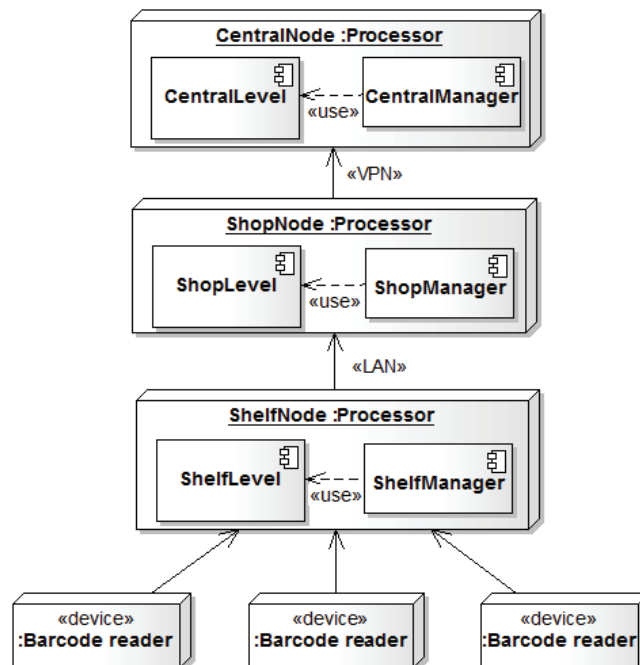 CentralNode :Processor
CentralLevel
«use»
CentralManager
«VPN»
ShopNode :Processor
ShopLevel
«use»
ShopManager
«LAN»
ShelfNode :Processor
ShelfLevel
«use»
ShelfManager
«device»
:Barcode reader
«device»
:Barcode reader
«device»
:Barcode reader